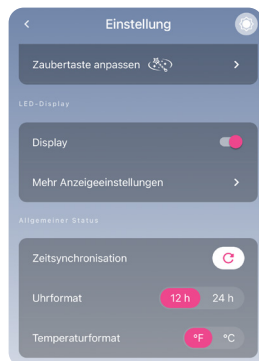 Einstellung
Zaubertaste anpassen
LED-Display
Display
Mehr Anzeigeeinstellungen
Allgemeiner Status
Zeitsynchronisation
Uhrformat 12 h 24 h
Temperaturformat °F °C